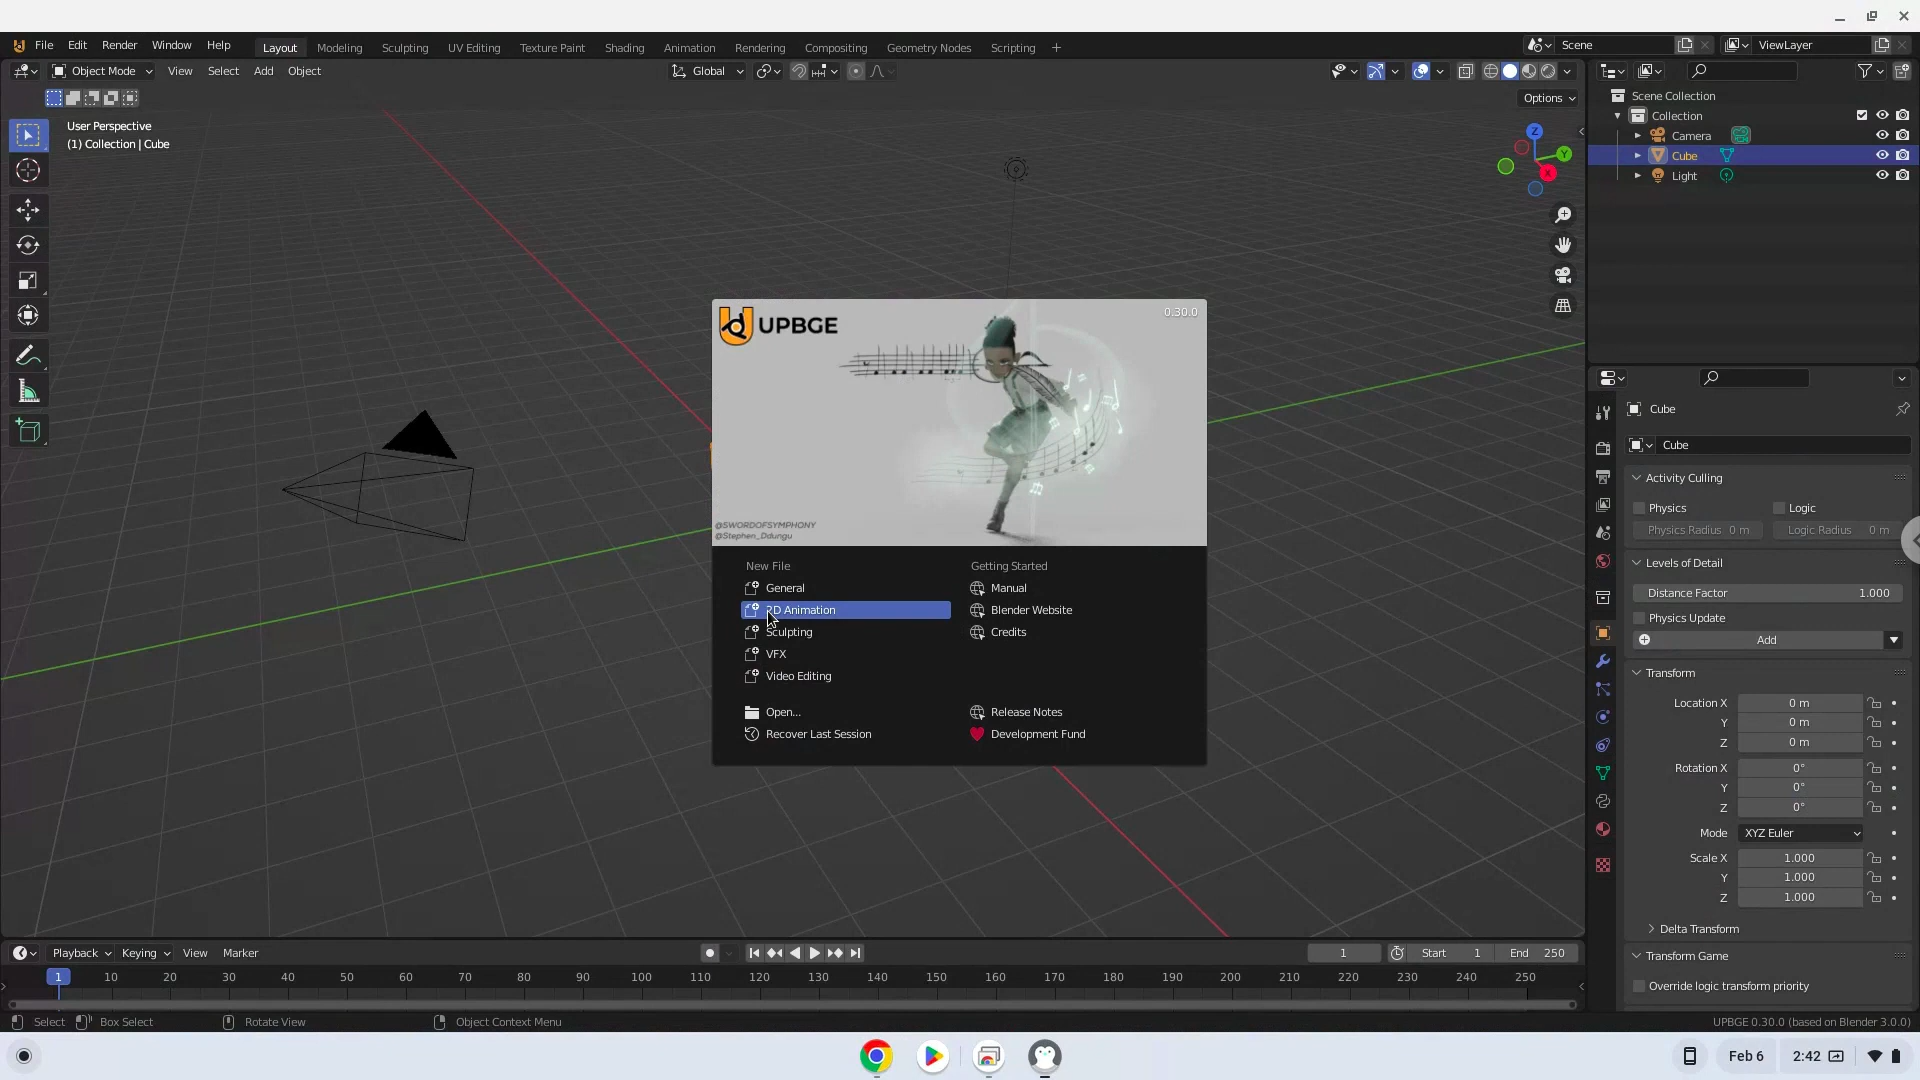 File Edit Render Window Help Layout Modeling Sculpting UV Editing Texture Paint Shading Animation Rendering Compositing Geometry Nodes Scripting + Scene ViewLayer
Object Mode View Select Add Object Global
Options
User Perspective
(1) Collection | Cube
Z
Y
X
Scene Collection
Collection
Camera
Cube
Light
UPBGE
0.30.0
@SWORDOFSYMPHONY
@Stephen_Ddungu
New File Getting Started
General Manual
2D Animation Blender Website
Sculpting Credits
VFX
Video Editing
Open... Release Notes
Recover Last Session Development Fund
Cube
Cube
Activity Culling
Physics Logic
Physics Radius 0 m Logic Radius 0 m
Levels of Detail
Distance Factor 1.000
Physics Update
Add
Transform
Location X 0 m
Y 0 m
Z 0 m
Rotation X 0°
Y 0°
Z 0°
Mode XYZ Euler
Scale X 1.000
Y 1.000
Z 1.000
Delta Transform
Transform Game
Override logic transform priority
Playback Keying View Marker 1 Start 1 End 250
1 10 20 30 40 50 60 70 80 90 100 110 120 130 140 150 160 170 180 190 200 210 220 230 240 250
Select Box Select Rotate View Object Context Menu UPBGE 0.30.0 (based on Blender 3.0.0)
Feb 6 2:42